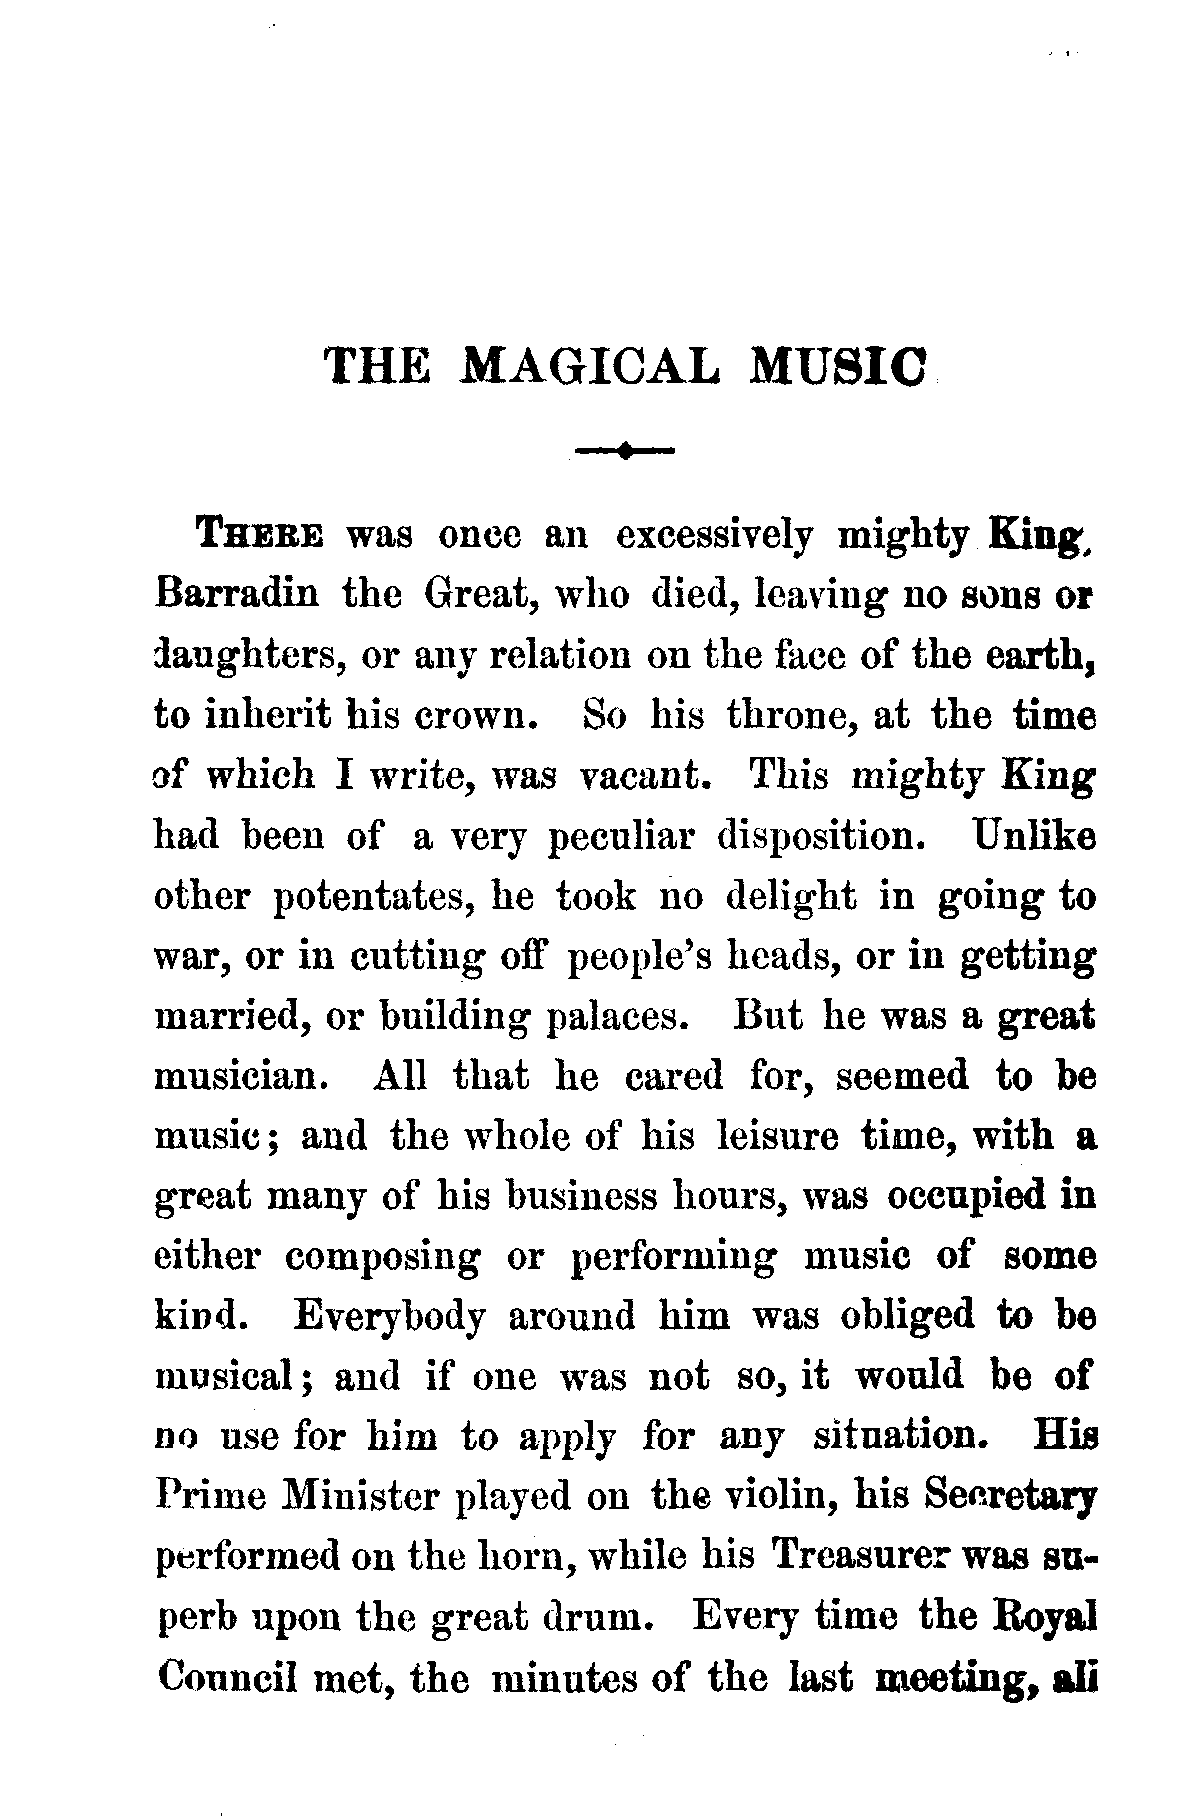 THE MAGICAL MUSIC
THERE was once an excessively mighty King,
Barradin the Great, who died, leaving no sons or
daughters, or any relation on the face of the earth,
to inherit his crown. So his throne, at the time
of which I write, was vacant. This mighty King
had been of a very peculiar disposition. Unlike
other potentates, he took no delight in going to
war, or in cutting off people's heads, or in getting
married, or building palaces. But he was a great
musician. All that he cared for, seemed to be
music; and the whole of his leisure time, with a
great many of his business hours, was occupied in
either composing or performing music of some
kind. Everybody around him was obliged to be
musical; and if one was not so, it would be of
no use for him to apply for any situation. His
Prime Minister played on the violin, his Secretary
performed on the horn, while his Treasurer was su-
perb upon the great drum. Every time the Royal
Council met, the minutes of the last meeting, all